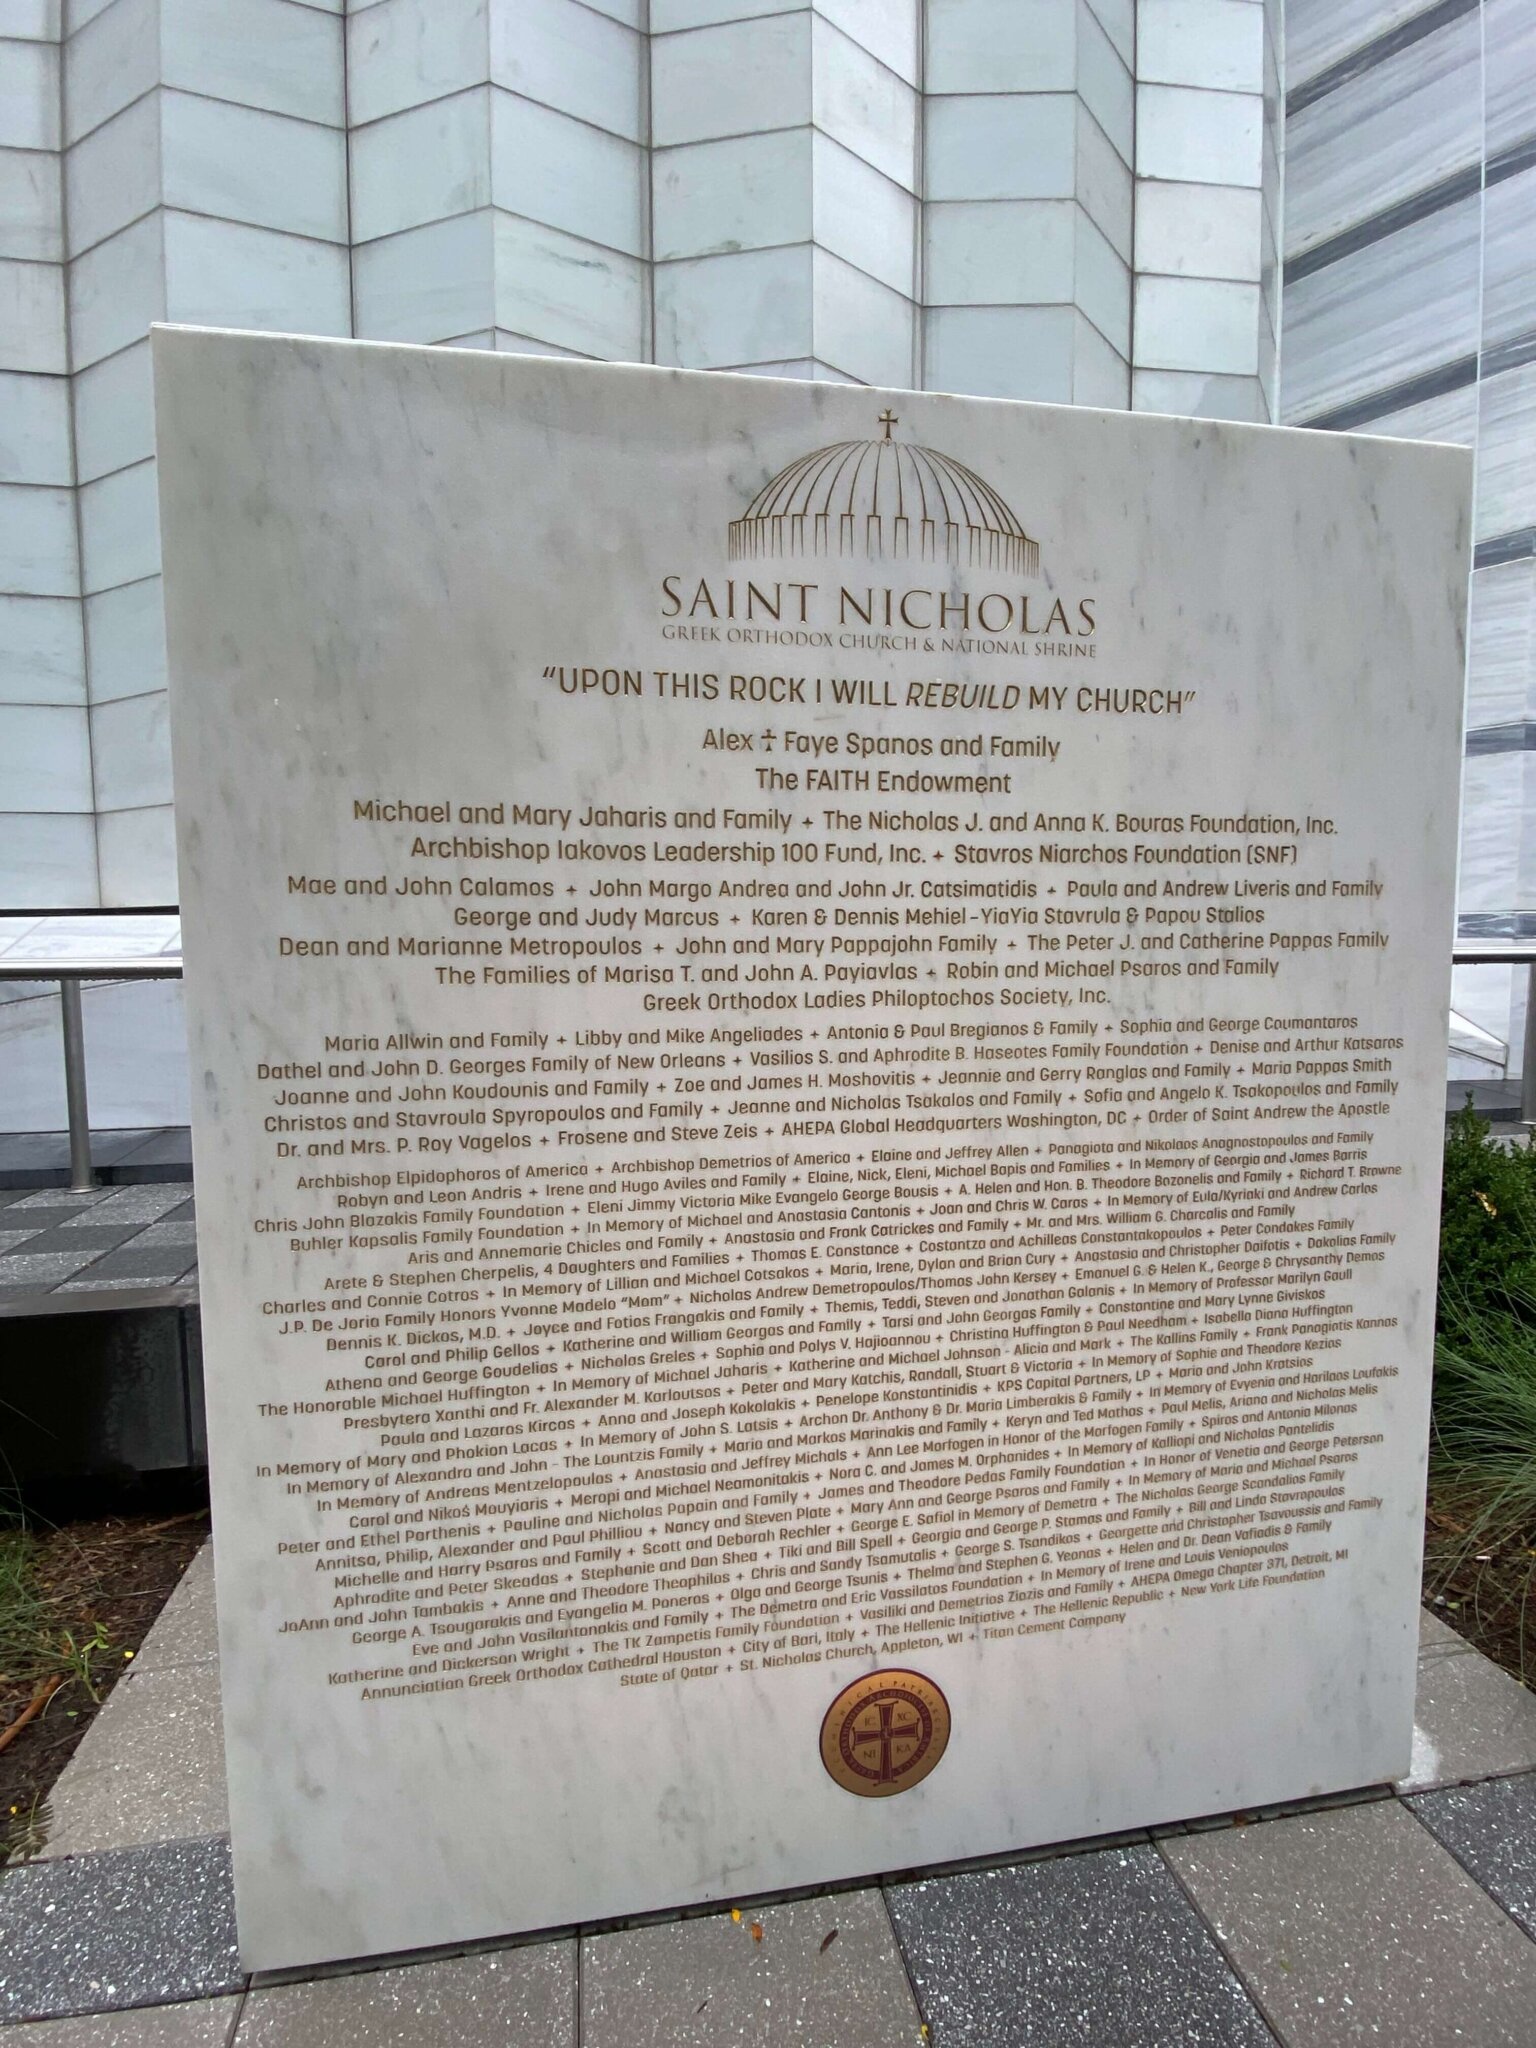 SAINT NICHOLAS
GREEK ORTHODOX CHURCH & NATIONAL SHRINE
“UPON THIS ROCK I WILL REBUILD MY CHURCH”
Alex ☦ Faye Spanos and Family
The FAITH Endowment
Michael and Mary Jaharis and Family + The Nicholas J. and Anna K. Bouras Foundation, Inc.
Archbishop Iakovos Leadership 100 Fund, Inc. + Stavros Niarchos Foundation (SNF)
Mae and John Calamos + John Margo Andrea and John Jr. Catsimatidis + Paula and Andrew Liveris and Family
George and Judy Marcus + Karen & Dennis Mehiel – YiaYia Stavrula & Papou Stalios
Dean and Marianne Metropoulos + John and Mary Pappajohn Family + The Peter J. and Catherine Pappas Family
The Families of Marisa T. and John A. Payiavlas + Robin and Michael Psaros and Family
Greek Orthodox Ladies Philoptochos Society, Inc.
Maria Allwin and Family + Libby and Mike Angeliades + Antonia & Paul Bregianos & Family + Sophia and George Coumantaros
Dathel and John D. Georges Family of New Orleans + Vasilios S. and Aphrodite B. Haseotes Family Foundation + Denise and Arthur Katsaros
Joanne and John Koudounis and Family + Zoe and James H. Moshovitis + Jeannie and Gerry Ranglas and Family + Maria Pappas Smith
Christos and Stavroula Spyropoulos and Family + Jeanne and Nicholas Tsakalos and Family + Sofia and Angelo K. Tsakopoulos and Family
Dr. and Mrs. P. Roy Vagelos + Frosene and Steve Zeis + AHEPA Global Headquarters Washington, DC + Order of Saint Andrew the Apostle
Archbishop Elpidophoros of America + Archbishop Demetrios of America + Elaine and Jeffrey Allen + Panagiota and Nikolaos Anagnostopoulos and Family
Robyn and Leon Andris + Irene and Hugo Aviles and Family + Elaine, Nick, Eleni, Michael Bapis and Families + In Memory of Georgia and James Barris
Chris John Blazakis Family Foundation + Eleni Jimmy Victoria Mike Evangelo George Bousis + A. Helen and Hon. B. Theodore Bozonelis and Family + Richard T. Browne
Buhler Kapsalis Family Foundation + In Memory of Michael and Anastasia Cantonis + Joan and Chris W. Caras + In Memory of Eula/Kyriaki and Andrew Carlos
Aris and Annemarie Chicles and Family + Anastasia and Frank Catrickes and Family + Mr. and Mrs. William G. Charcalis and Family
Arete & Stephen Cherpelis, 4 Daughters and Families + Thomas E. Constance + Costantza and Achilleas Constantakopoulos + Peter Condakes Family
Charles and Connie Cotros + In Memory of Lillian and Michael Cotsakos + Maria, Irene, Dylan and Brian Cury + Anastasia and Christopher Daifotis + Dakolias Family
J.P. De Joria Family Honors Yvonne Madelo “Mom” + Nicholas Andrew Demetropoulos/Thomas John Kersey + Emanuel G. & Helen K., George & Chrysanthy Demos
Dennis K. Dickos, M.D. + Joyce and Fotios Frangakis and Family + Themis, Teddi, Steven and Jonathan Galanis + In Memory of Professor Marilyn Gaull
Carol and Philip Gellos + Katherine and William Georgas and Family + Tarsi and John Georgas Family + Constantine and Mary Lynne Giviskos
Athena and George Goudelias + Nicholas Greles + Sophia and Polys V. Hajioannou + Christina Huffington & Paul Needham + Isabella Diana Huffington
The Honorable Michael Huffington + In Memory of Michael Jaharis + Katherine and Michael Johnson - Alicia and Mark + The Kallins Family + Frank Panagiotis Kannas
Presbytera Xanthi and Fr. Alexander M. Karloutsos + Peter and Mary Katchis, Randall, Stuart & Victoria + In Memory of Sophie and Theodore Kezios
Paula and Lazaros Kircos + Anna and Joseph Kokolakis + Penelope Konstantinidis + KPS Capital Partners, LP + Maria and John Kratsios
In Memory of Mary and Phokion Lacas + In Memory of John S. Latsis + Archon Dr. Anthony & Dr. Maria Limberakis & Family + In Memory of Evyenia and Harilaos Loufakis
In Memory of Alexandra and John - The Lountzis Family + Maria and Markos Marinakis and Family + Keryn and Ted Mathas + Paul Melis, Ariana and Nicholas Melis
In Memory of Andreas Mentzelopoulos + Anastasia and Jeffrey Michals + Ann Lee Morfogen in Honor of the Morfogen Family + Spiros and Antonia Milonas
Carol and Nikos Mouyiaris + Meropi and Michael Neamonitakis + Nora C. and James M. Orphanides + In Memory of Kalliopi and Nicholas Pantelidis
Peter and Ethel Parthenis + Pauline and Nicholas Papain and Family + James and Theodore Pedas Family Foundation + In Honor of Venetia and George Peterson
Annitsa, Philip, Alexander and Paul Philliou + Nancy and Steven Plate + Mary Ann and George Psaros and Family + In Memory of Maria and Michael Psaros
Michelle and Harry Psaros and Family + Scott and Deborah Rechler + George E. Safiol in Memory of Demetra + The Nicholas George Scandalios Family
Aphrodite and Peter Skeadas + Stephanie and Dan Shea + Tiki and Bill Spell + Georgia and George P. Stamas and Family + Bill and Linda Stavropoulos
JoAnn and John Tambakis + Anne and Theodore Theophilos + Chris and Sandy Tsamutalis + George S. Tsandikos + Georgette and Christopher Tsavoussis and Family
George A. Tsougarakis and Evangelia M. Poneros + Olga and George Tsunis + Thelma and Stephen G. Yeonas + Helen and Dr. Dean Vafiadis & Family
Eve and John Vasilantonakis and Family + The Demetra and Eric Vassilatos Foundation + In Memory of Irene and Louis Veniopoulos
Katherine and Dickerson Wright + The TK Zampetis Family Foundation + Vasiliki and Demetrios Ziozis and Family + AHEPA Omega Chapter 371, Detroit, MI
Annunciation Greek Orthodox Cathedral Houston + City of Bari, Italy + The Hellenic Initiative + The Hellenic Republic + New York Life Foundation
State of Qatar + St. Nicholas Church, Appleton, WI + Titan Cement Company
IC XC
NI KA